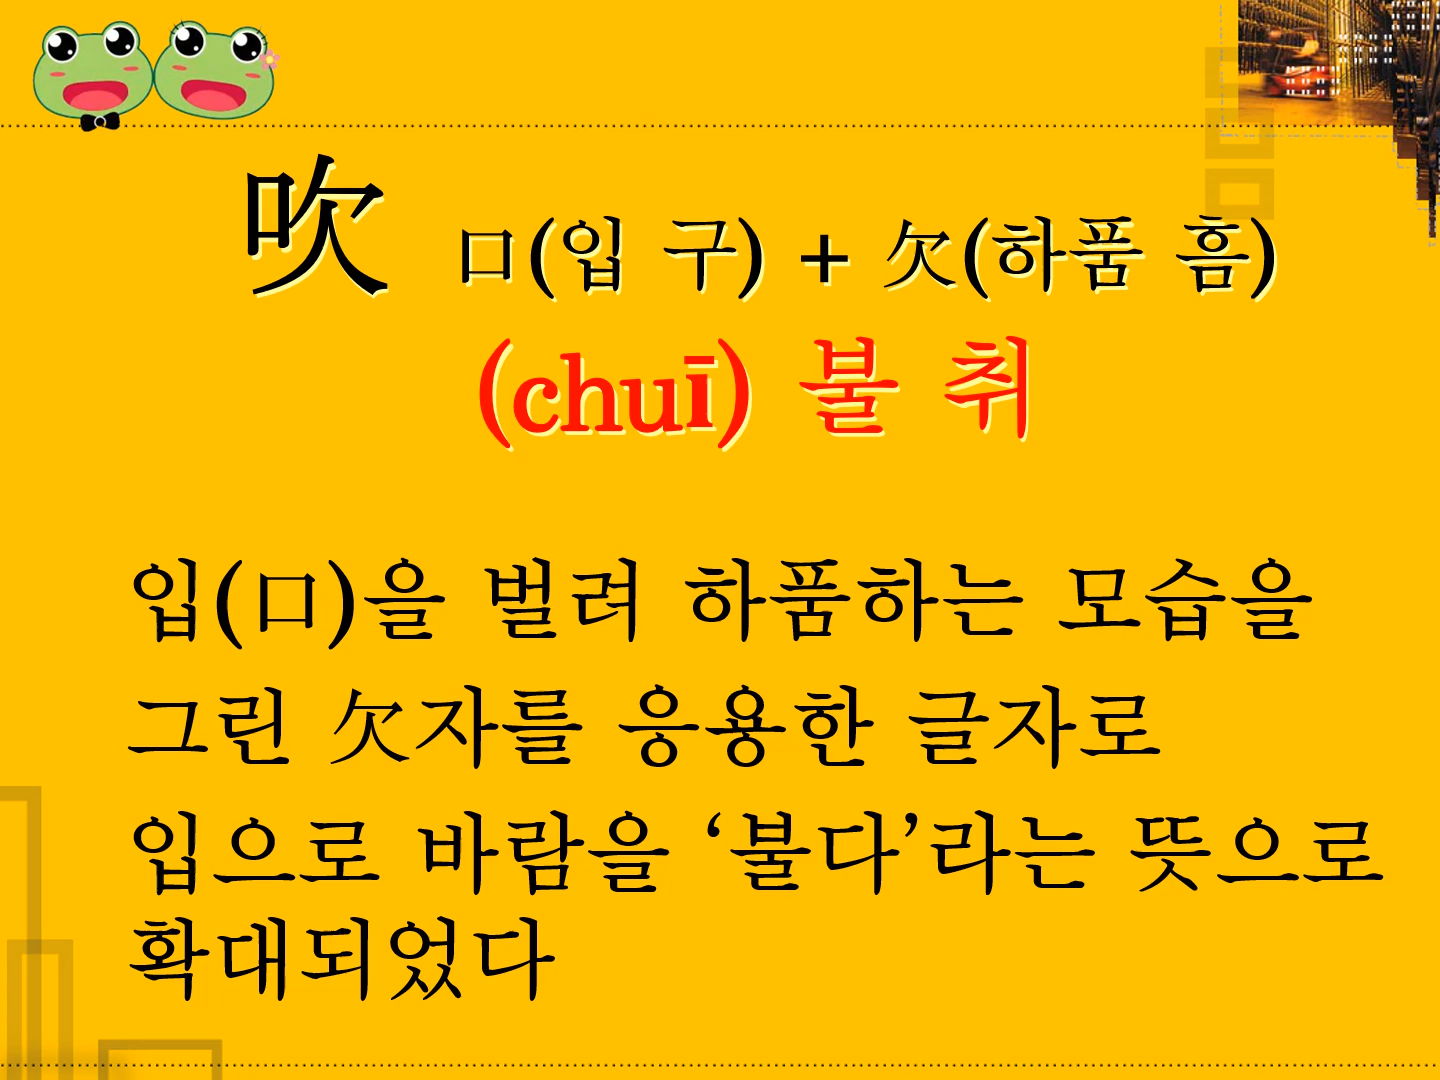 吹 口(입 구) + 欠(하품 흠)
(chuī) 불 취
입(口)을 벌려 하품하는 모습을
그린 欠자를 응용한 글자로
입으로 바람을 ‘불다’라는 뜻으로
확대되었다